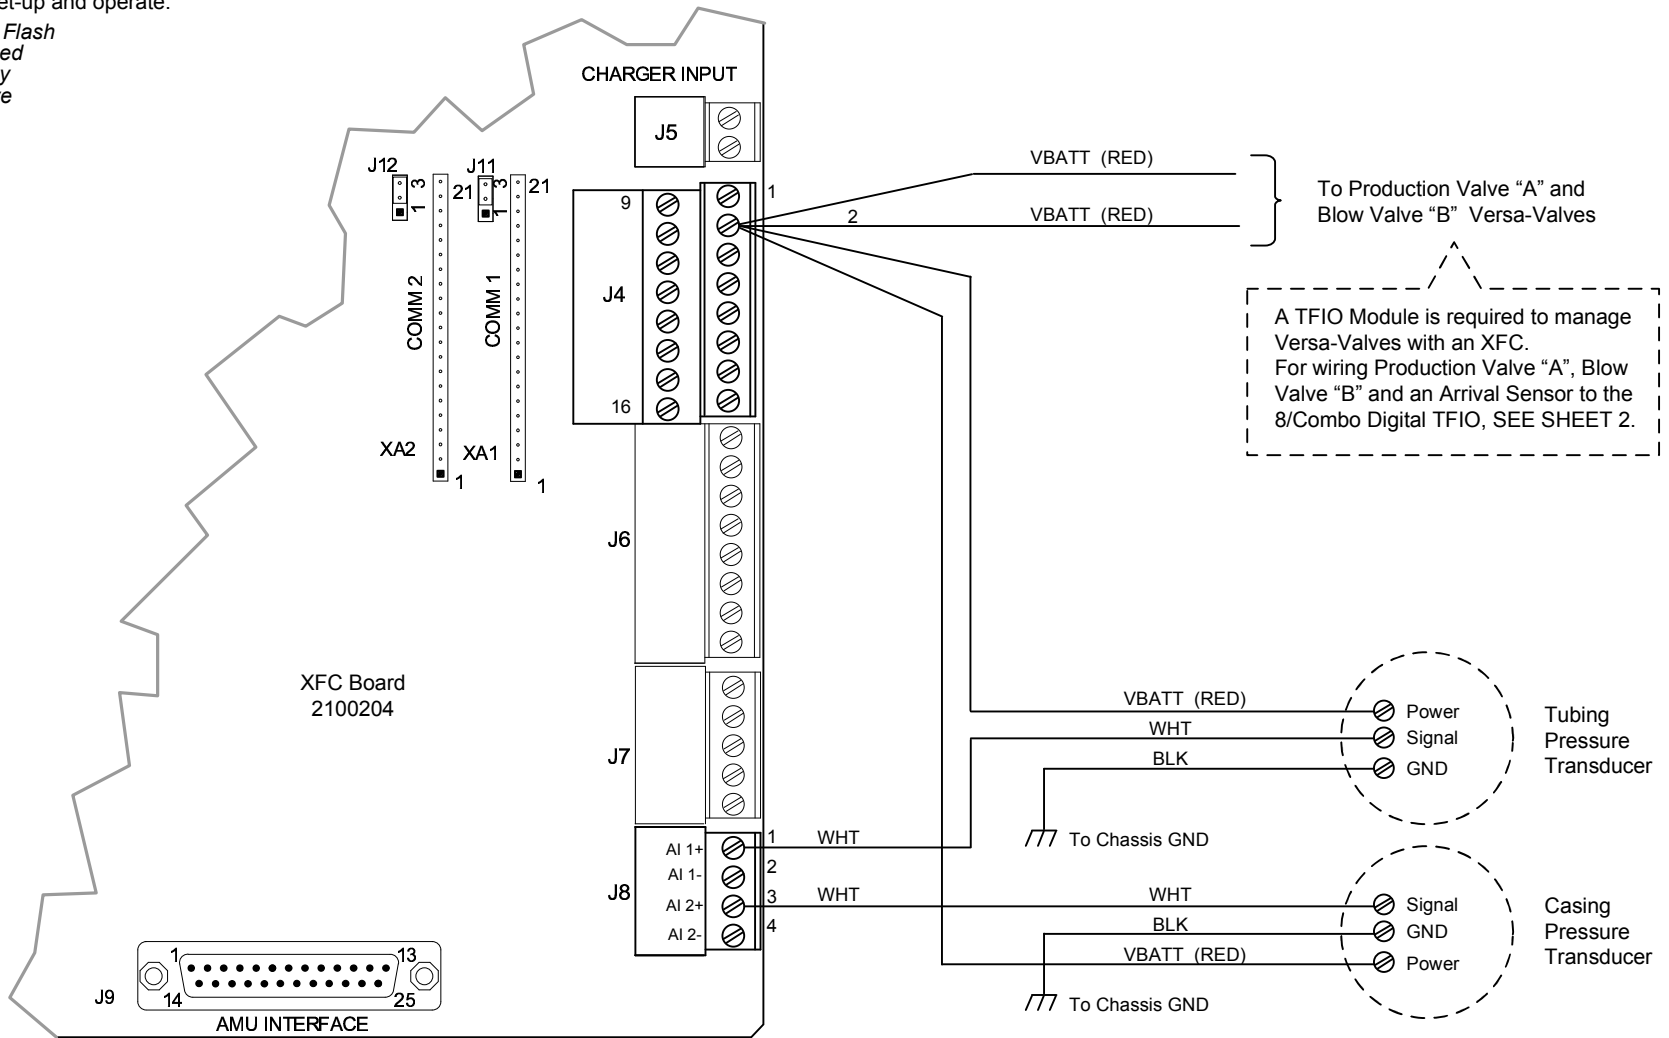 et-up and operate.
Flash
ed
y
re
CHARGER INPUT
J5
J12
J11
3
1
21
3
1
21
COMM 2
COMM 1
XA2
XA1
1
1
9
16
J4
1
2
VBATT (RED)
VBATT (RED)
To Production Valve “A” and
Blow Valve “B” Versa-Valves
A TFIO Module is required to manage
Versa-Valves with an XFC.
For wiring Production Valve “A”, Blow
Valve “B” and an Arrival Sensor to the
8/Combo Digital TFIO, SEE SHEET 2.
J6
XFC Board
2100204
J7
VBATT (RED)
WHT
BLK
Power
Signal
GND
Tubing
Pressure
Transducer
To Chassis GND
J8
AI 1+
AI 1-
AI 2+
AI 2-
1
2
3
4
WHT
WHT
WHT
BLK
VBATT (RED)
Signal
GND
Power
Casing
Pressure
Transducer
To Chassis GND
J9
1
13
14
25
AMU INTERFACE